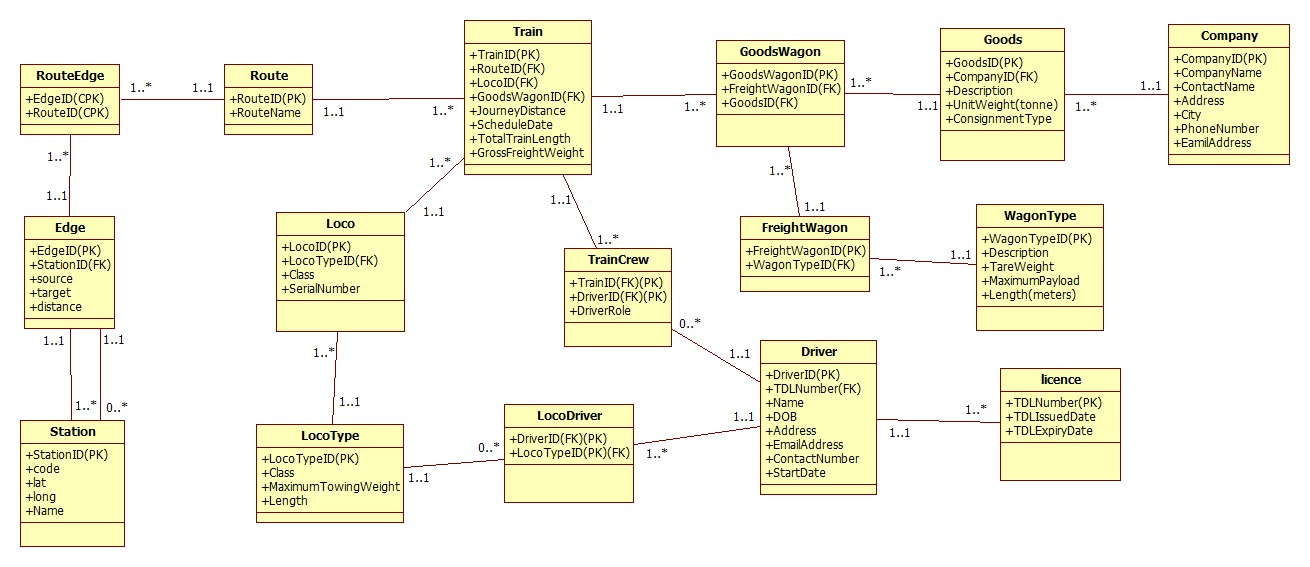 Train
+TrainID(PK)
+RouteID(FK)
+LocoID(FK)
+GoodsWagonID(FK)
+JourneyDistance
+ScheduleDate
+TotalTrainLength
+GrossFreightWeight
GoodsWagon
+GoodsWagonID(PK)
+FreightWagonID(FK)
+GoodsID(FK)
Goods
+GoodsID(PK)
+CompanyID(FK)
+Description
+UnitWeight(tonne)
+ConsignmentType
Company
+CompanyID(PK)
+CompanyName
+ContactName
+Address
+City
+PhoneNumber
+EamilAddress
RouteEdge
+EdgeID(CPK)
+RouteID(CPK)
1..*
1..1
Route
+RouteID(PK)
+RouteName
1..1
1..*
1..1
1..*
1..*
1..1
1..*
1..1
1..*
1..1
1..*
1..1
1..1
1..*
1..*
1..1
Edge
+EdgeID(PK)
+StationID(FK)
+source
+target
+distance
Loco
+LocoID(PK)
+LocoTypeID(FK)
+Class
+SerialNumber
TrainCrew
+TrainID(FK)(PK)
+DriverID(FK)(PK)
+DriverRole
FreightWagon
+FreightWagonID(PK)
+WagonTypeID(FK)
1..*
1..1
WagonType
+WagonTypeID(PK)
+Description
+TareWeight
+MaximumPayload
+Length(meters)
1..1
1..1
1..*
0..*
1..*
1..1
0..*
1..1
Driver
+DriverID(PK)
+TDLNumber(FK)
+Name
+DOB
+Address
+EmailAddress
+ContactNumber
+StartDate
1..1
1..*
licence
+TDLNumber(PK)
+TDLIssuedDate
+TDLExpiryDate
Station
+StationID(PK)
+code
+lat
+long
+Name
LocoType
+LocoTypeID(PK)
+Class
+MaximumTowingWeight
+Length
1..1
0..*
LocoDriver
+DriverID(FK)(PK)
+LocoTypeID(PK)(FK)
1..*
1..1